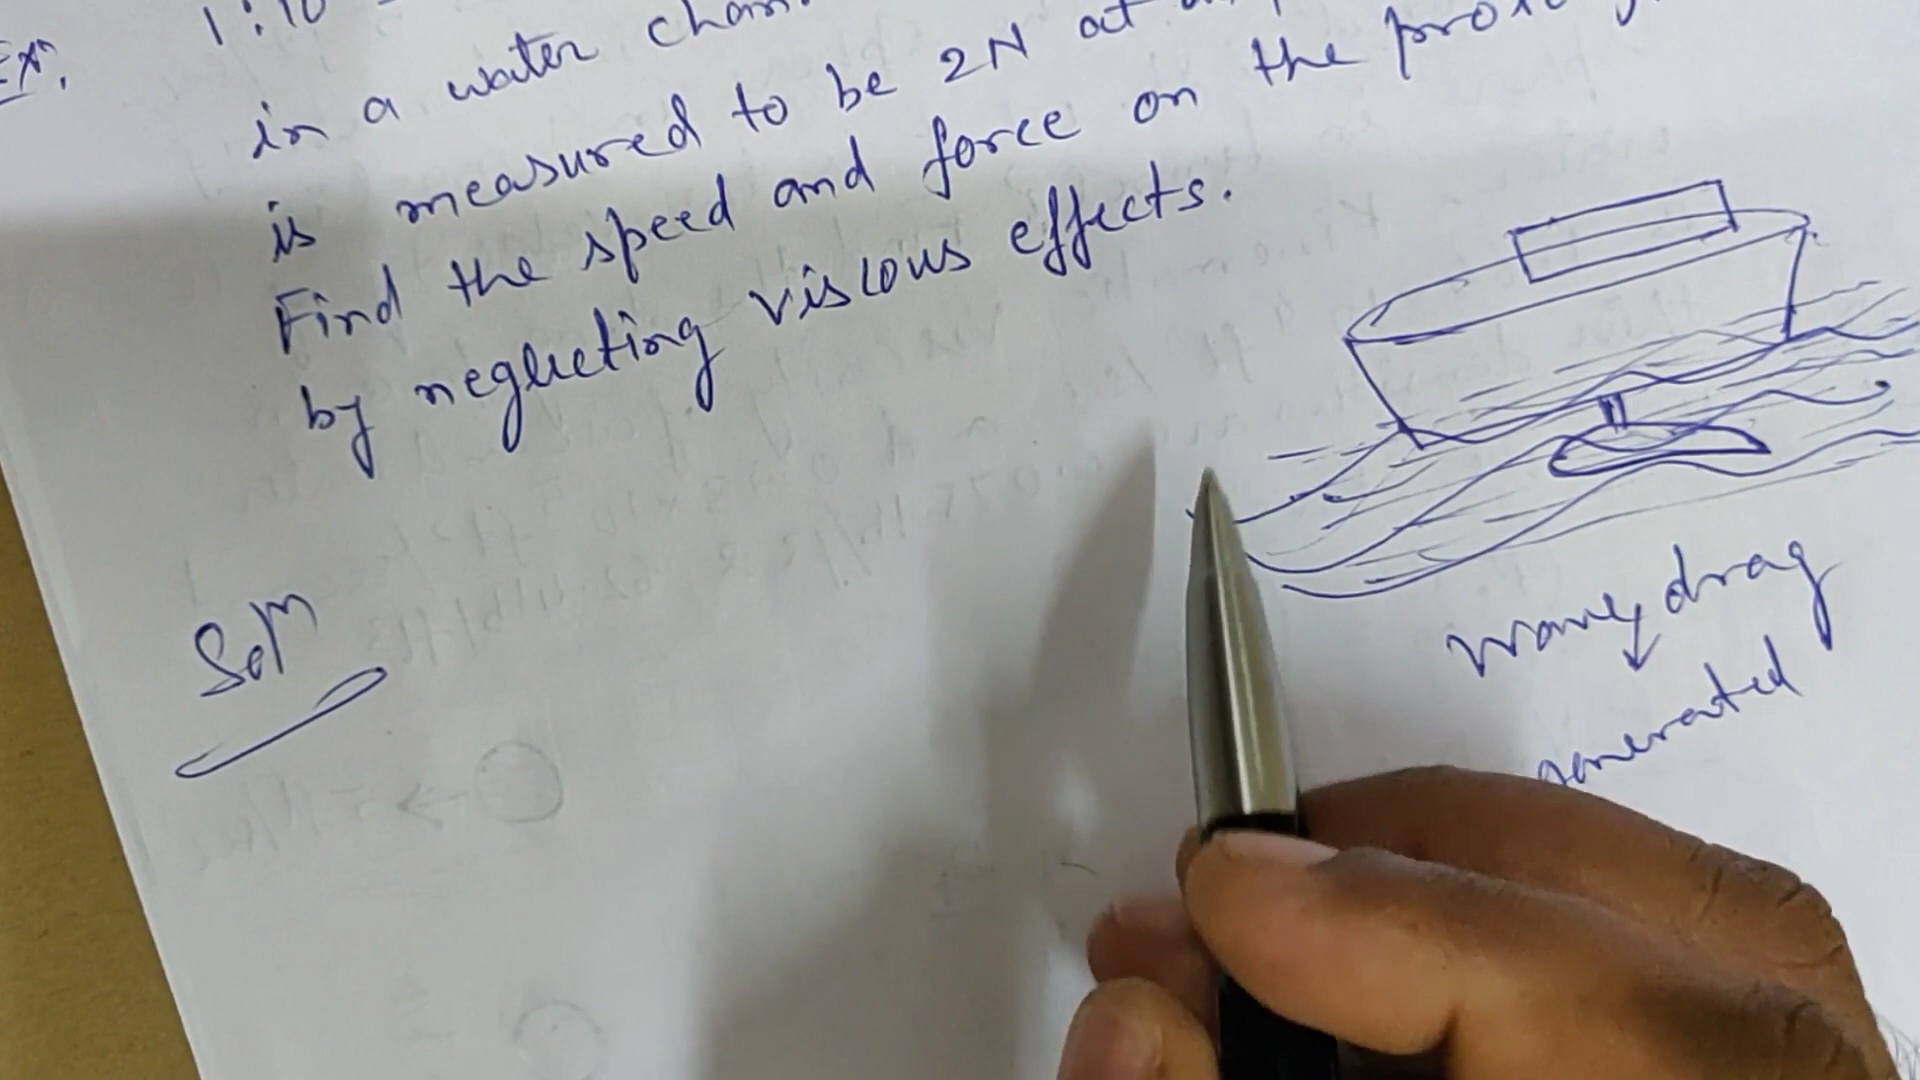 Ex.
1:10
in a water
is measured to be 2N at
Find the speed and force on the
by neglecting viscous effects.
Sol^n
Wave drag
generated